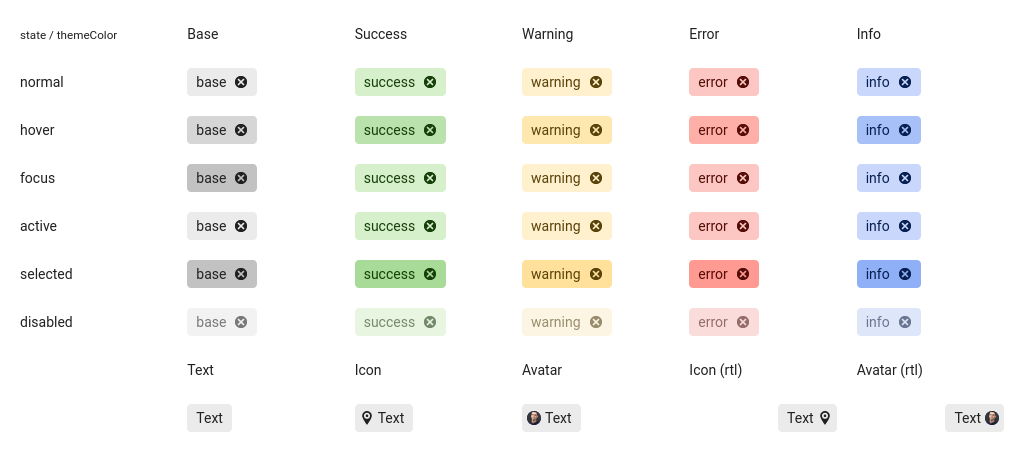 state / themeColor Base Success Warning Error Info
normal base success warning error info
hover base success warning error info
focus base success warning error info
active base success warning error info
selected base success warning error info
disabled base success warning error info
Text Icon Avatar Icon (rtl) Avatar (rtl)
Text Text Text Text Text